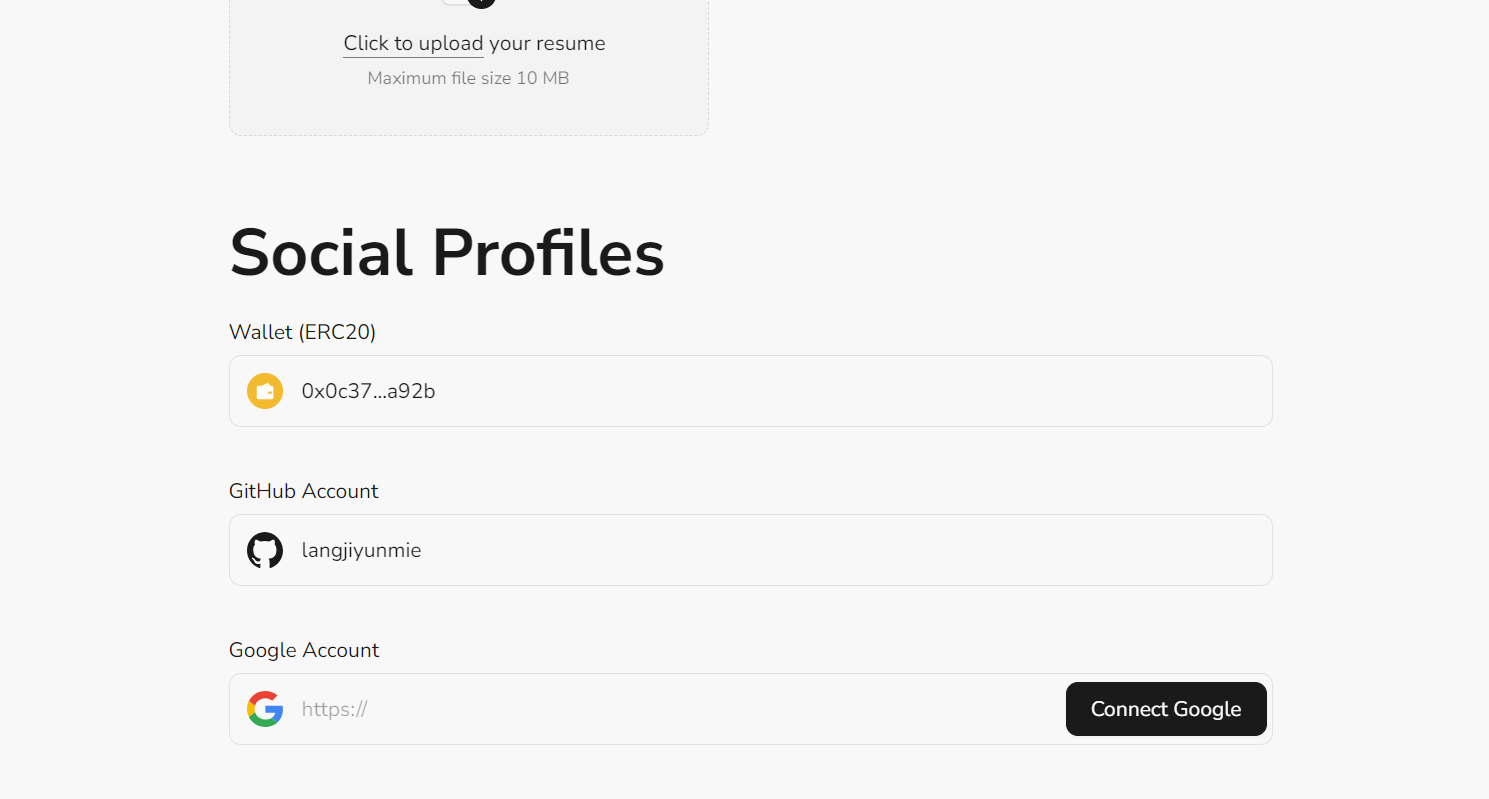 Click to upload your resume
Maximum file size 10 MB
Social Profiles
Wallet (ERC20)
0x0c37...a92b
GitHub Account
langjiyunmie
Google Account
https://
Connect Google